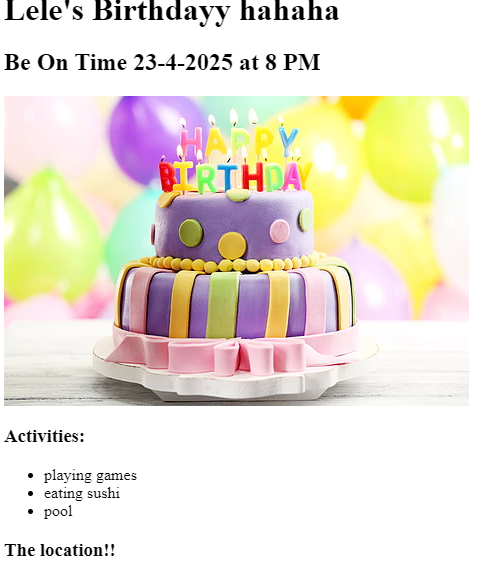 Lele's Birthdayy hahaha
Be On Time 23-4-2025 at 8 PM
HAPPY
BIRTHDAY
Activities:
playing games
eating sushi
pool
The location!!